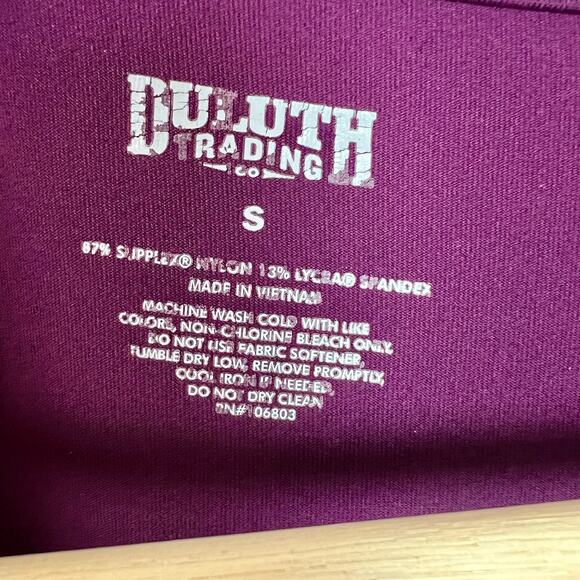 DULUTH
TRADING
CO
S
87% SUPPLEX® NYLON 13% LYCRA® SPANDEX
MADE IN VIETNAM
MACHINE WASH COLD WITH LIKE
COLORS, NON-CHLORINE BLEACH ONLY,
DO NOT USE FABRIC SOFTENER,
TUMBLE DRY LOW, REMOVE PROMPTLY,
COOL IRON IF NEEDED,
DO NOT DRY CLEAN
RN#106803